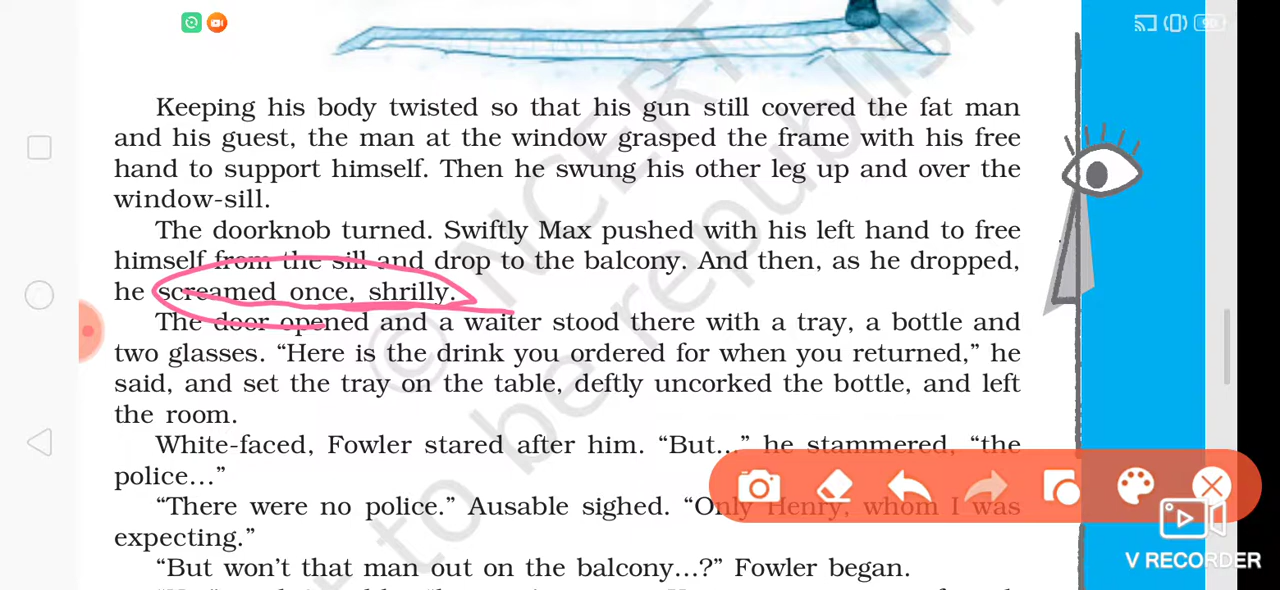 90
Keeping his body twisted so that his gun still covered the fat man
and his guest, the man at the window grasped the frame with his free
hand to support himself. Then he swung his other leg up and over the
window-sill.
The doorknob turned. Swiftly Max pushed with his left hand to free
himself from the sill and drop to the balcony. And then, as he dropped,
he screamed once, shrilly.
The door opened and a waiter stood there with a tray, a bottle and
two glasses. “Here is the drink you ordered for when you returned,” he
said, and set the tray on the table, deftly uncorked the bottle, and left
the room.
White-faced, Fowler stared after him. “But...” he stammered, “the
police...”
“There were no police.” Ausable sighed. “Only Henry, whom I was
expecting.”
“But won’t that man out on the balcony...?” Fowler began.
© NCERT
not to be republished
V RECORDER